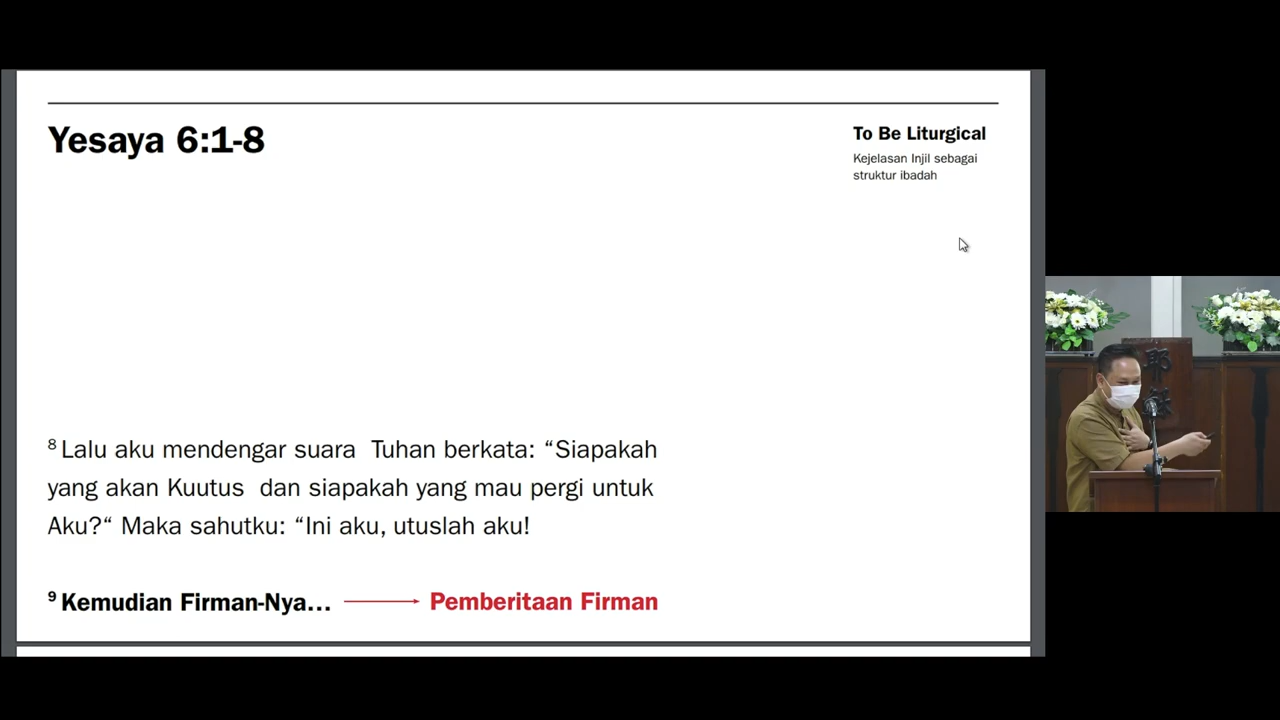 Yesaya 6:1-8
To Be Liturgical
Kejelasan Injil sebagai
struktur ibadah
8 Lalu aku mendengar suara  Tuhan berkata: “Siapakah
yang akan Kuutus  dan siapakah yang mau pergi untuk
Aku?“ Maka sahutku: “Ini aku, utuslah aku!
9 Kemudian Firman-Nya... → Pemberitaan Firman
耶